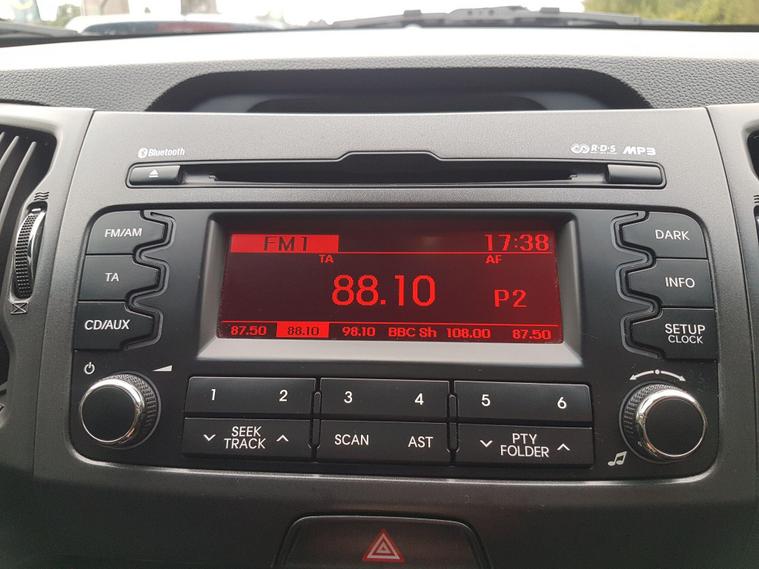 Bluetooth
R·D·S MP3
FM/AM
TA
CD/AUX
FM1 17:38
TA AF
88.10 P2
87.50 88.10 98.10 BBC Sh 108.00 87.50
DARK
INFO
SETUP
CLOCK
1 2 3 4 5 6
SEEK
TRACK
SCAN AST
PTY
FOLDER